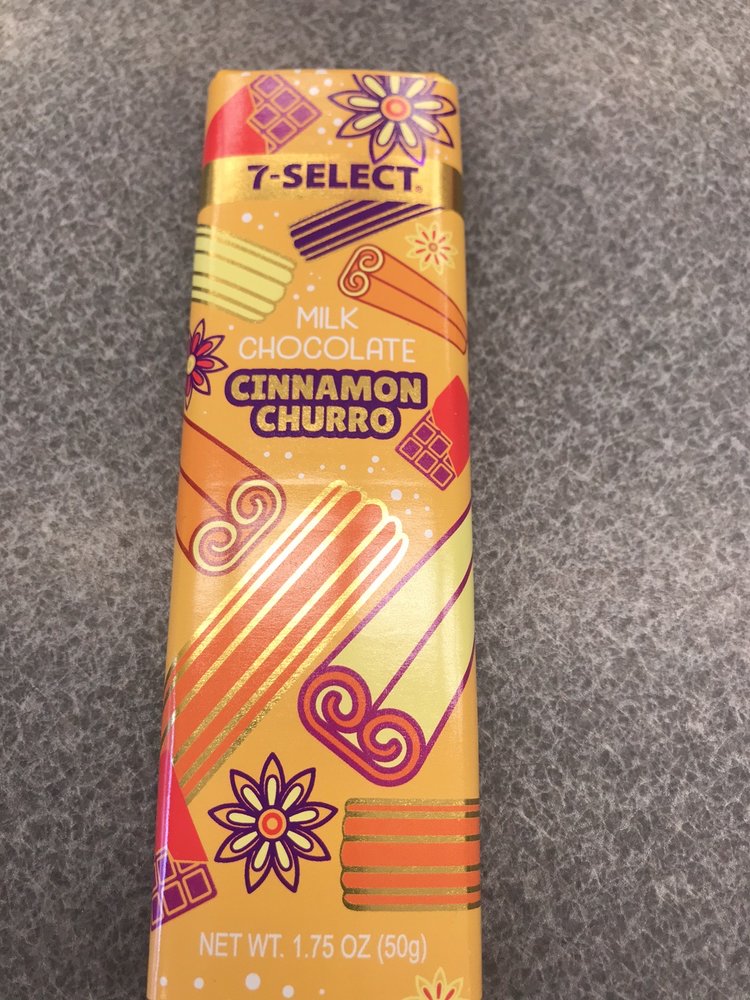 7-SELECT®
MILK
CHOCOLATE
CINNAMON
CHURRO
NET WT. 1.75 OZ (50g)